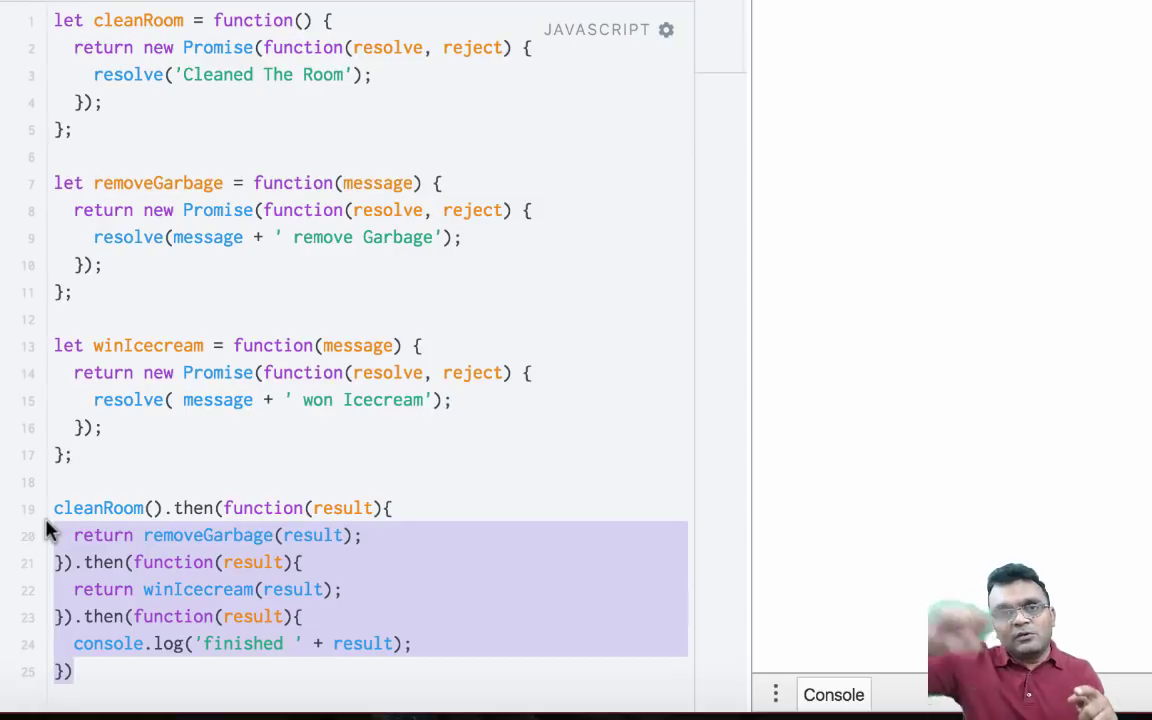 JAVASCRIPT
1 let cleanRoom = function() {
2 return new Promise(function(resolve, reject) {
3 resolve('Cleaned The Room');
4 });
5 };
6
7 let removeGarbage = function(message) {
8 return new Promise(function(resolve, reject) {
9 resolve(message + ' remove Garbage');
10 });
11 };
12
13 let winIcecream = function(message) {
14 return new Promise(function(resolve, reject) {
15 resolve( message + ' won Icecream');
16 });
17 };
18
19 cleanRoom().then(function(result){
20 return removeGarbage(result);
21 }).then(function(result){
22 return winIcecream(result);
23 }).then(function(result){
24 console.log('finished ' + result);
25 })
Console